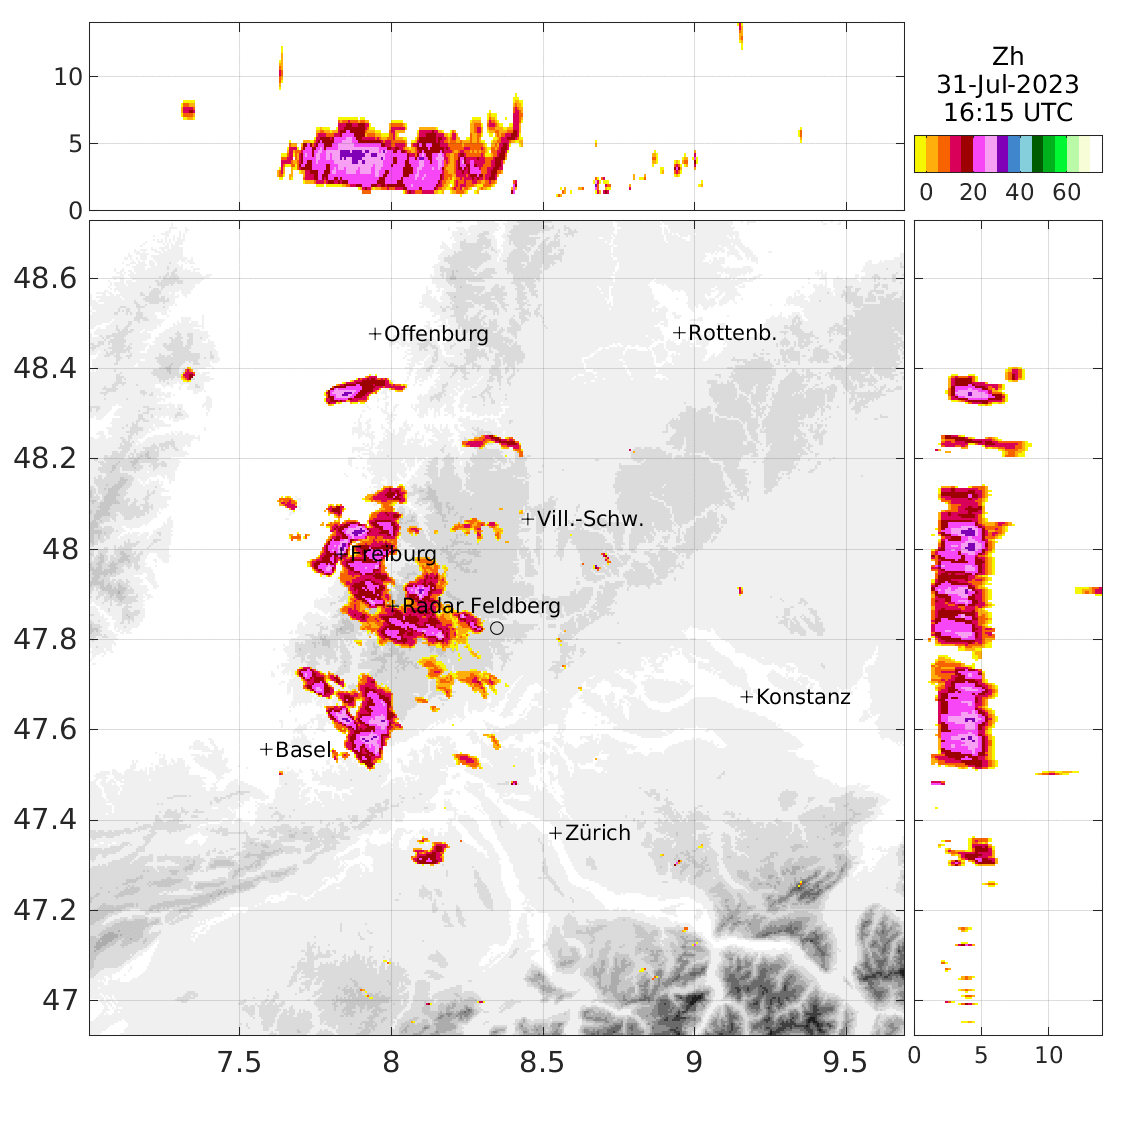 10
5
0
Zh
31-Jul-2023
16:15 UTC
0 20 40 60
48.6
48.4
48.2
48
47.8
47.6
47.4
47.2
47
+Offenburg
+Rottenb.
+Vill.-Schw.
+Freiburg
+Radar Feldberg
+Konstanz
+Basel
+Zürich
7.5 8 8.5 9 9.5
0 5 10